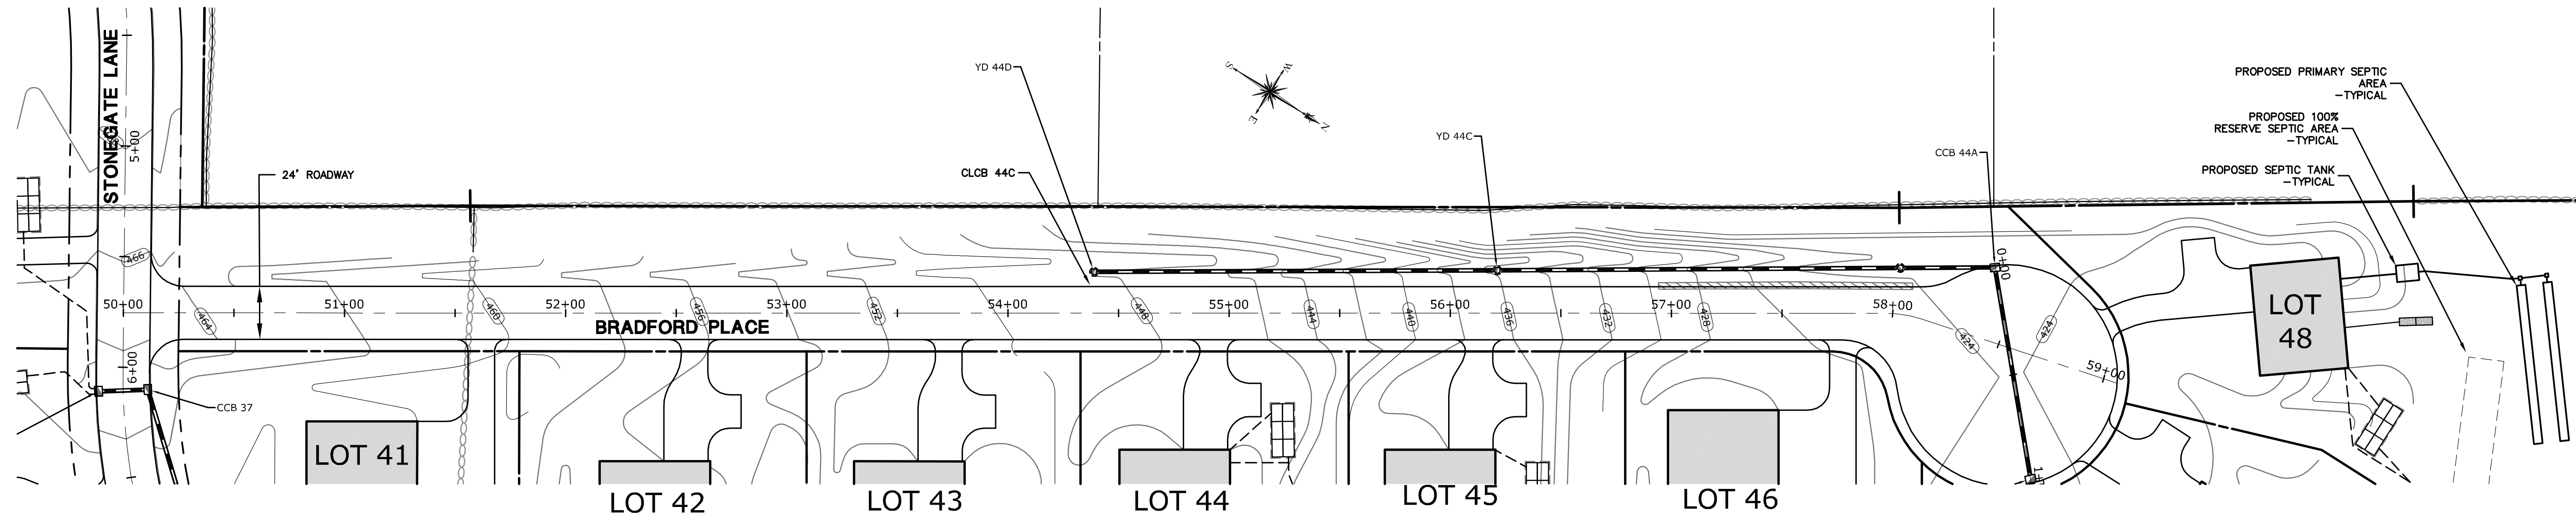 STONEGATE LANE
5+00
6+00
466
24' ROADWAY
CCB 37
50+00
51+00
52+00
53+00
54+00
55+00
56+00
57+00
58+00
59+00
464
460
456
452
448
444
440
436
432
428
424
424
BRADFORD PLACE
YD 44D
CLCB 44C
YD 44C
CCB 44A
0+00
S
W
E
N
PROPOSED PRIMARY SEPTIC
AREA
-TYPICAL
PROPOSED 100%
RESERVE SEPTIC AREA
-TYPICAL
PROPOSED SEPTIC TANK
-TYPICAL
LOT 41
LOT 42
LOT 43
LOT 44
LOT 45
LOT 46
LOT
48